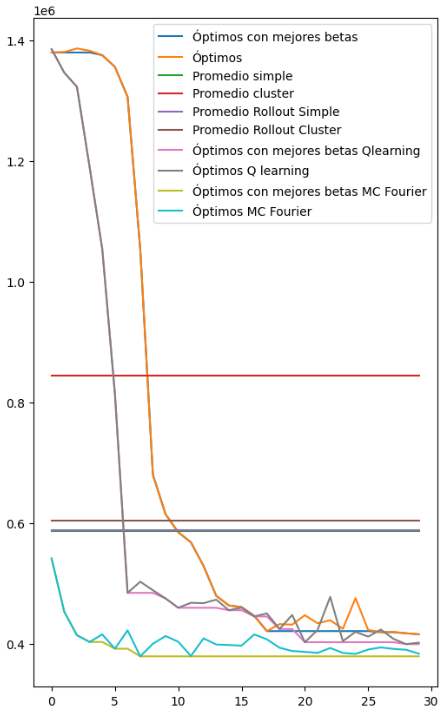 1e6
1.4
1.2
1.0
0.8
0.6
0.4
Óptimos con mejores betas
Óptimos
Promedio simple
Promedio cluster
Promedio Rollout Simple
Promedio Rollout Cluster
Óptimos con mejores betas Qlearning
Óptimos Q learning
Óptimos con mejores betas MC Fourier
Óptimos MC Fourier
0 5 10 15 20 25 30